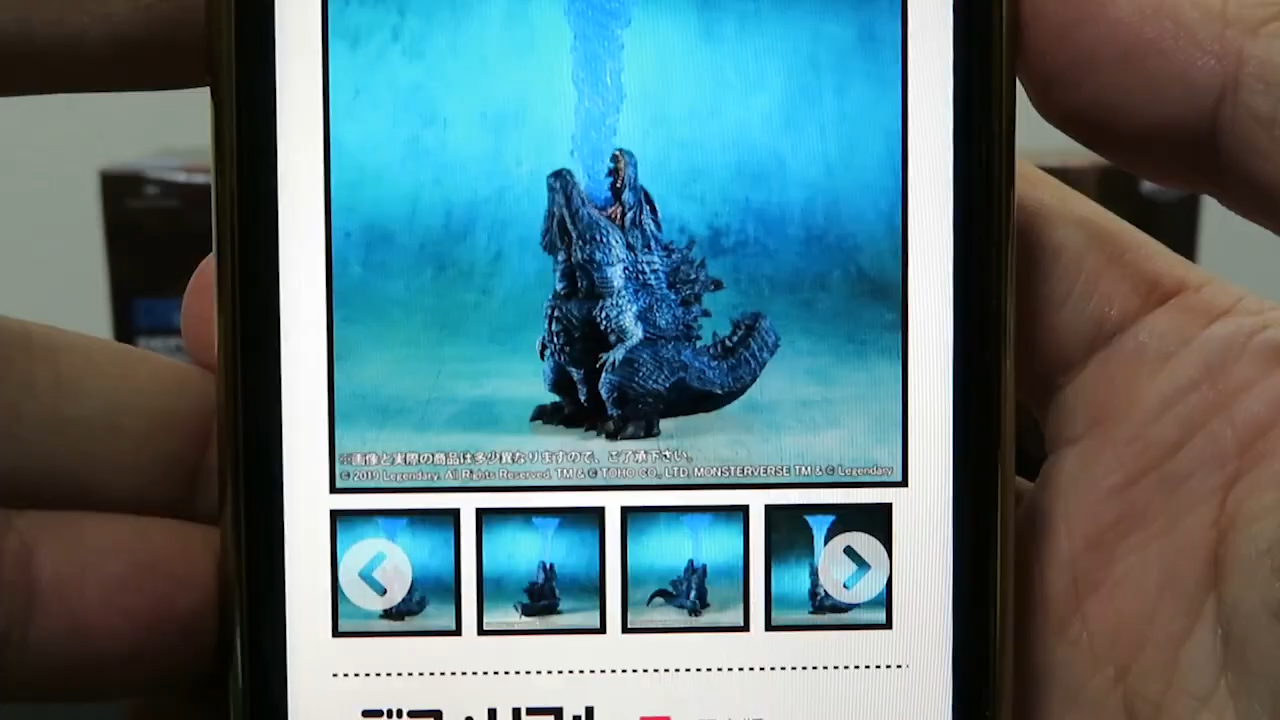 ※画像と実際の商品は多少異なりますので、ご了承下さい。
© 2019 Legendary. All Rights Reserved. TM & © TOHO CO., LTD. MONSTERVERSE TM & © Legendary